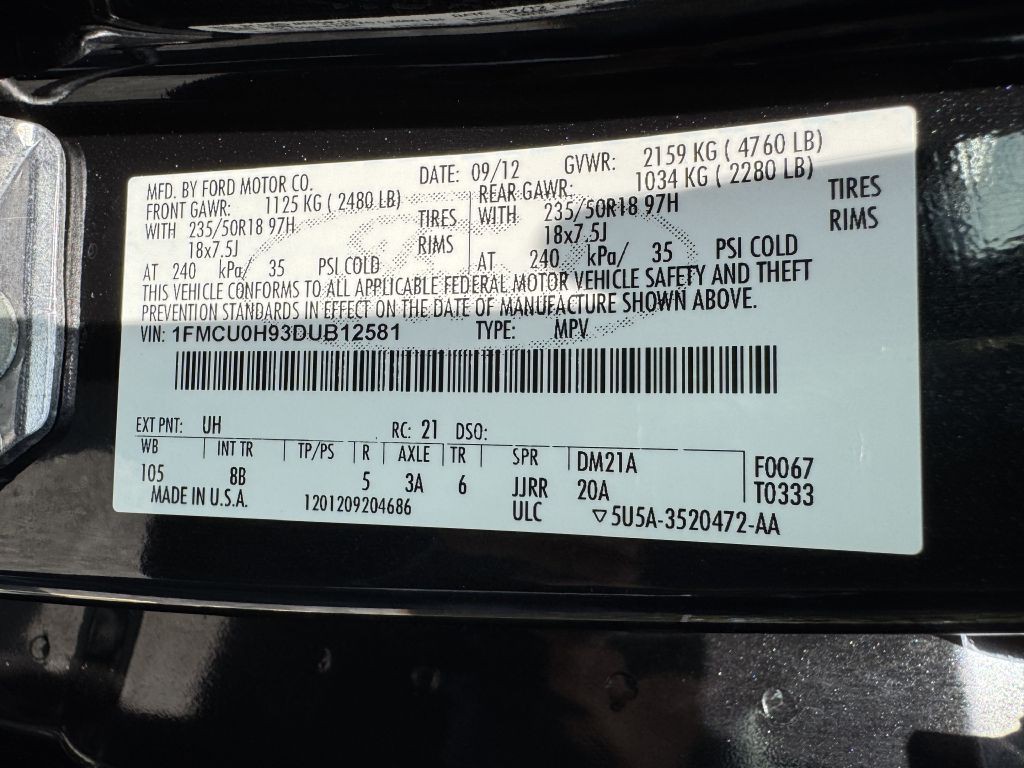 MFD. BY FORD MOTOR CO. DATE: 09/12 GVWR: 2159 KG ( 4760 LB)
FRONT GAWR: 1125 KG ( 2480 LB) REAR GAWR: 1034 KG ( 2280 LB)
WITH 235/50R18 97H TIRES WITH 235/50R18 97H TIRES
18x7.5J RIMS 18x7.5J RIMS
AT 240 kPa/ 35 PSI COLD AT 240 kPa/ 35 PSI COLD
THIS VEHICLE CONFORMS TO ALL APPLICABLE FEDERAL MOTOR VEHICLE SAFETY AND THEFT
PREVENTION STANDARDS IN EFFECT ON THE DATE OF MANUFACTURE SHOWN ABOVE.
VIN: 1FMCU0H93DUB12581 TYPE: MPV
EXT PNT: UH RC: 21 DSO:
WB INT TR TP/PS R AXLE TR SPR DM21A F0067
105 8B 5 3A 6 JJRR 20A T0333
MADE IN U.S.A. 1201209204686 ULC ▽5U5A-3520472-AA